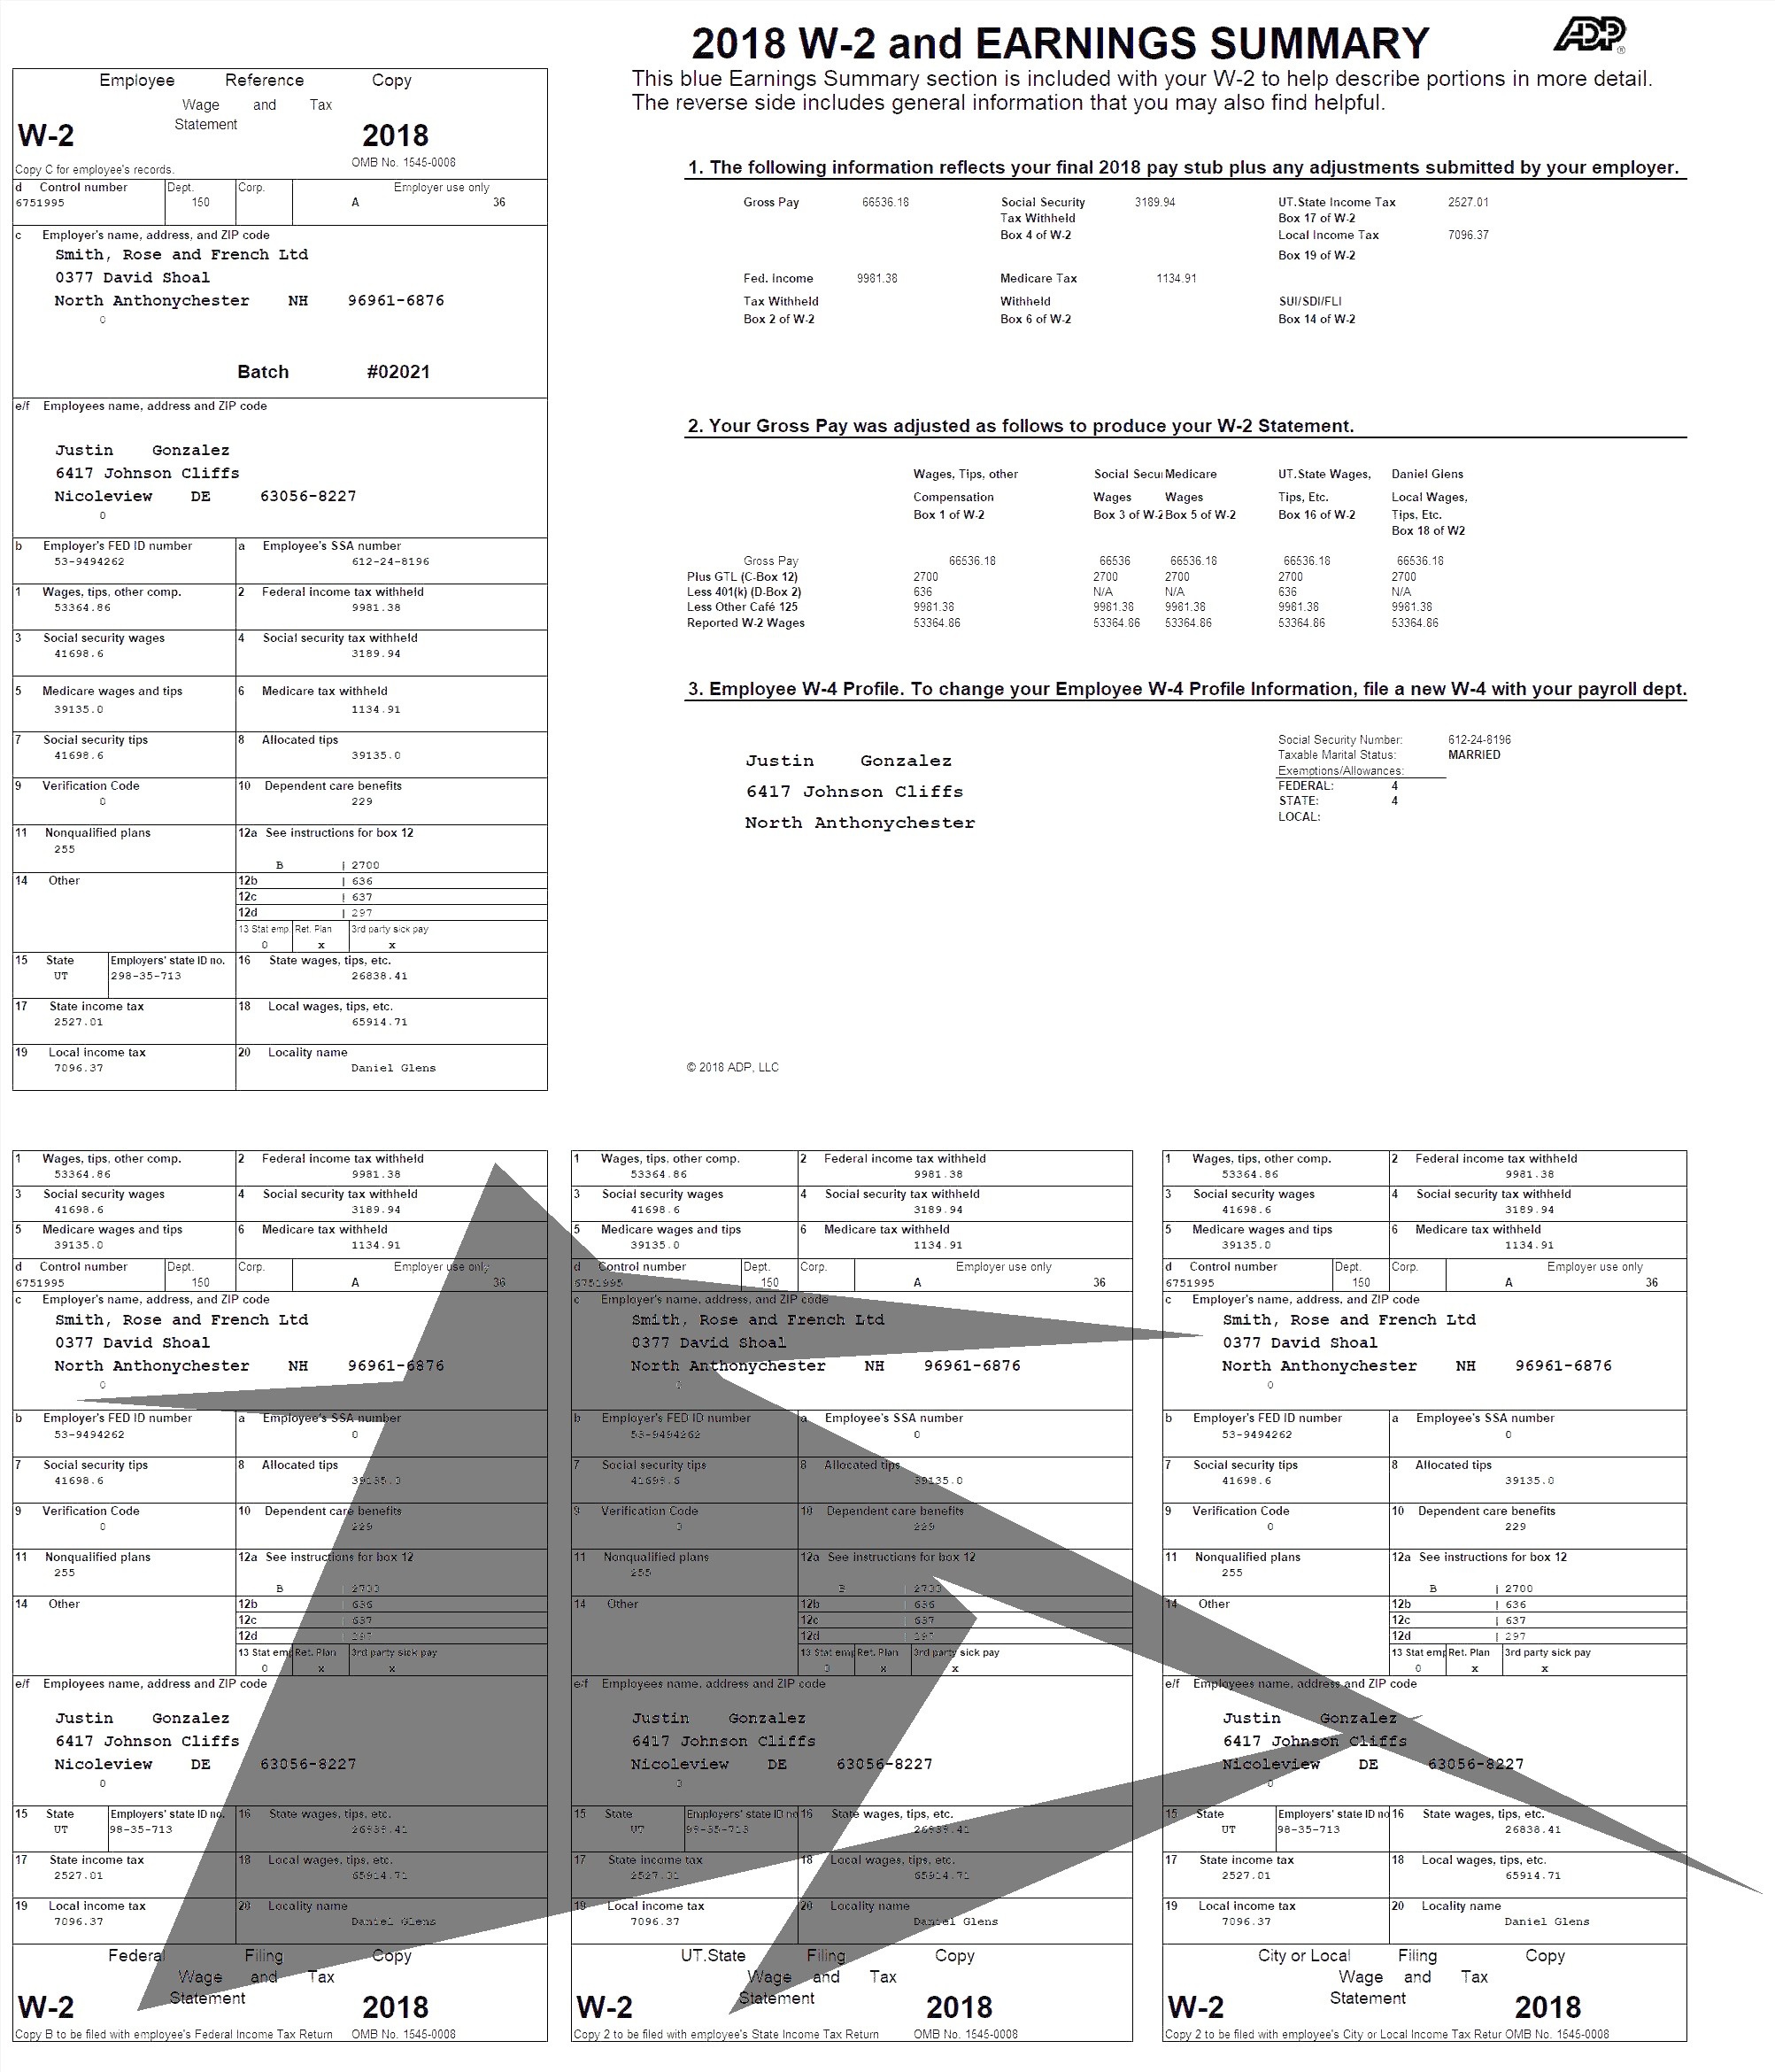 2018 W-2 and EARNINGS SUMMARY
ADP®
This blue Earnings Summary section is included with your W-2 to help describe portions in more detail.
The reverse side includes general information that you may also find helpful.
Employee Reference Copy
Wage and Tax
Statement
W-2 2018
OMB No. 1545-0008
Copy C for employee's records.
d Control number Dept. Corp. Employer use only
6751995 150 A 36
c Employer's name, address, and ZIP code
Smith, Rose and French Ltd
0377 David Shoal
North Anthonychester NH 96961-6876
0
Batch #02021
e/f Employees name, address and ZIP code
Justin Gonzalez
6417 Johnson Cliffs
Nicoleview DE 63056-8227
0
b Employer's FED ID number a Employee's SSA number
53-9494262 612-24-8196
1 Wages, tips, other comp. 2 Federal income tax withheld
53364.86 9981.38
3 Social security wages 4 Social security tax withheld
41698.6 3189.94
5 Medicare wages and tips 6 Medicare tax withheld
39135.0 1134.91
7 Social security tips 8 Allocated tips
41698.6 39135.0
9 Verification Code 10 Dependent care benefits
0 229
11 Nonqualified plans 12a See instructions for box 12
255
B | 2700
14 Other 12b | 636
12c | 637
12d | 297
13 Stat emp. Ret. Plan 3rd party sick pay
0 x x
15 State Employers' state ID no. 16 State wages, tips, etc.
UT 298-35-713 26838.41
17 State income tax 18 Local wages, tips, etc.
2527.01 65914.71
19 Local income tax 20 Locality name
7096.37 Daniel Glens
1. The following information reflects your final 2018 pay stub plus any adjustments submitted by your employer.
Gross Pay 66536.18 Social Security 3189.94 UT.State Income Tax 2527.01
Tax Withheld Box 17 of W-2
Box 4 of W-2 Local Income Tax 7096.37
Box 19 of W-2
Fed. Income 9981.38 Medicare Tax 1134.91
Tax Withheld Withheld SUI/SDI/FLI
Box 2 of W-2 Box 6 of W-2 Box 14 of W-2
2. Your Gross Pay was adjusted as follows to produce your W-2 Statement.
Wages, Tips, other Social Secu Medicare UT.State Wages, Daniel Glens
Compensation Wages Wages Tips, Etc. Local Wages,
Box 1 of W-2 Box 3 of W-2 Box 5 of W-2 Box 16 of W-2 Tips, Etc.
Box 18 of W2
Gross Pay 66536.18 66536 66536.18 66536.18 66536.18
Plus GTL (C-Box 12) 2700 2700 2700 2700 2700
Less 401(k) (D-Box 2) 636 N/A N/A 636 N/A
Less Other Café 125 9981.38 9981.38 9981.38 9981.38 9981.38
Reported W-2 Wages 53364.86 53364.86 53364.86 53364.86 53364.86
3. Employee W-4 Profile. To change your Employee W-4 Profile Information, file a new W-4 with your payroll dept.
Justin Gonzalez
6417 Johnson Cliffs
North Anthonychester
Social Security Number: 612-24-8196
Taxable Marital Status: MARRIED
Exemptions/Allowances:
FEDERAL: 4
STATE: 4
LOCAL:
© 2018 ADP, LLC
1 Wages, tips, other comp. 2 Federal income tax withheld
53364.86 9981.38
3 Social security wages 4 Social security tax withheld
41698.6 3189.94
5 Medicare wages and tips 6 Medicare tax withheld
39135.0 1134.91
d Control number Dept. Corp. Employer use only
6751995 150 A 36
c Employer's name, address, and ZIP code
Smith, Rose and French Ltd
0377 David Shoal
North Anthonychester NH 96961-6876
0
b Employer's FED ID number a Employee's SSA number
53-9494262 0
7 Social security tips 8 Allocated tips
41698.6 39135.0
9 Verification Code 10 Dependent care benefits
0 229
11 Nonqualified plans 12a See instructions for box 12
255
B | 2700
14 Other 12b | 636
12c | 637
12d | 297
13 Stat emp Ret. Plan 3rd party sick pay
0 x x
e/f Employees name, address and ZIP code
Justin Gonzalez
6417 Johnson Cliffs
Nicoleview DE 63056-8227
0
15 State Employers' state ID no. 16 State wages, tips, etc.
UT 98-35-713 26838.41
17 State income tax 18 Local wages, tips, etc.
2527.01 65914.71
19 Local income tax 20 Locality name
7096.37 Daniel Glens
Federal Filing Copy
Wage and Tax
Statement
W-2 2018
Copy B to be filed with employee's Federal Income Tax Return OMB No. 1545-0008
1 Wages, tips, other comp. 2 Federal income tax withheld
53364.86 9981.38
3 Social security wages 4 Social security tax withheld
41698.6 3189.94
5 Medicare wages and tips 6 Medicare tax withheld
39135.0 1134.91
d Control number Dept. Corp. Employer use only
6751995 150 A 36
c Employer's name, address, and ZIP code
Smith, Rose and French Ltd
0377 David Shoal
North Anthonychester NH 96961-6876
0
b Employer's FED ID number a Employee's SSA number
53-9494262 0
7 Social security tips 8 Allocated tips
41698.6 39135.0
9 Verification Code 10 Dependent care benefits
0 229
11 Nonqualified plans 12a See instructions for box 12
255
B | 2700
14 Other 12b | 636
12c | 637
12d | 297
13 Stat emp Ret. Plan 3rd party sick pay
0 x x
e/f Employees name, address and ZIP code
Justin Gonzalez
6417 Johnson Cliffs
Nicoleview DE 63056-8227
0
15 State Employers' state ID no 16 State wages, tips, etc.
UT 98-35-713 26838.41
17 State income tax 18 Local wages, tips, etc.
2527.01 65914.71
19 Local income tax 20 Locality name
7096.37 Daniel Glens
UT.State Filing Copy
Wage and Tax
Statement
W-2 2018
Copy 2 to be filed with employee's State Income Tax Return OMB No. 1545-0008
1 Wages, tips, other comp. 2 Federal income tax withheld
53364.86 9981.38
3 Social security wages 4 Social security tax withheld
41698.6 3189.94
5 Medicare wages and tips 6 Medicare tax withheld
39135.0 1134.91
d Control number Dept. Corp. Employer use only
6751995 150 A 36
c Employer's name, address, and ZIP code
Smith, Rose and French Ltd
0377 David Shoal
North Anthonychester NH 96961-6876
0
b Employer's FED ID number a Employee's SSA number
53-9494262 0
7 Social security tips 8 Allocated tips
41698.6 39135.0
9 Verification Code 10 Dependent care benefits
0 229
11 Nonqualified plans 12a See instructions for box 12
255
B | 2700
14 Other 12b | 636
12c | 637
12d | 297
13 Stat emp Ret. Plan 3rd party sick pay
0 x x
e/f Employees name, address and ZIP code
Justin Gonzalez
6417 Johnson Cliffs
Nicoleview DE 63056-8227
0
15 State Employers' state ID no 16 State wages, tips, etc.
UT 98-35-713 26838.41
17 State income tax 18 Local wages, tips, etc.
2527.01 65914.71
19 Local income tax 20 Locality name
7096.37 Daniel Glens
City or Local Filing Copy
Wage and Tax
Statement
W-2 2018
Copy 2 to be filed with employee's City or Local Income Tax Retur OMB No. 1545-0008